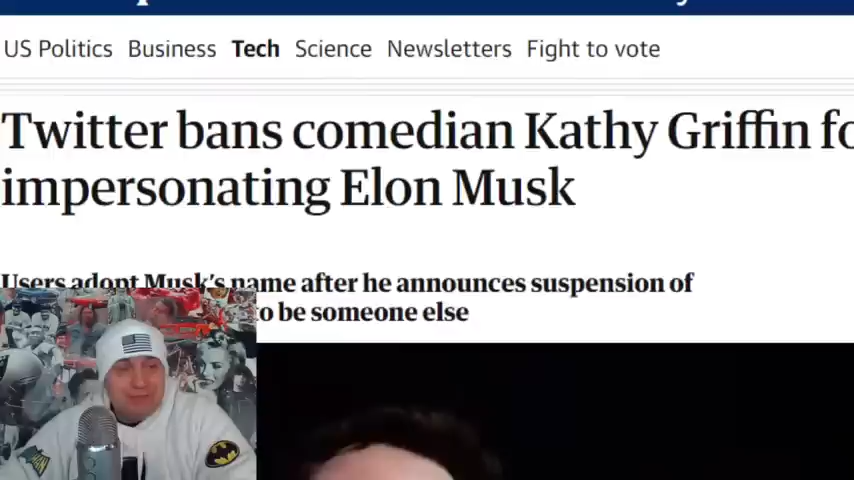 US Politics Business Tech Science Newsletters Fight to vote
Twitter bans comedian Kathy Griffin fo
impersonating Elon Musk
Users adopt Musk's name after he announces suspension of
to be someone else